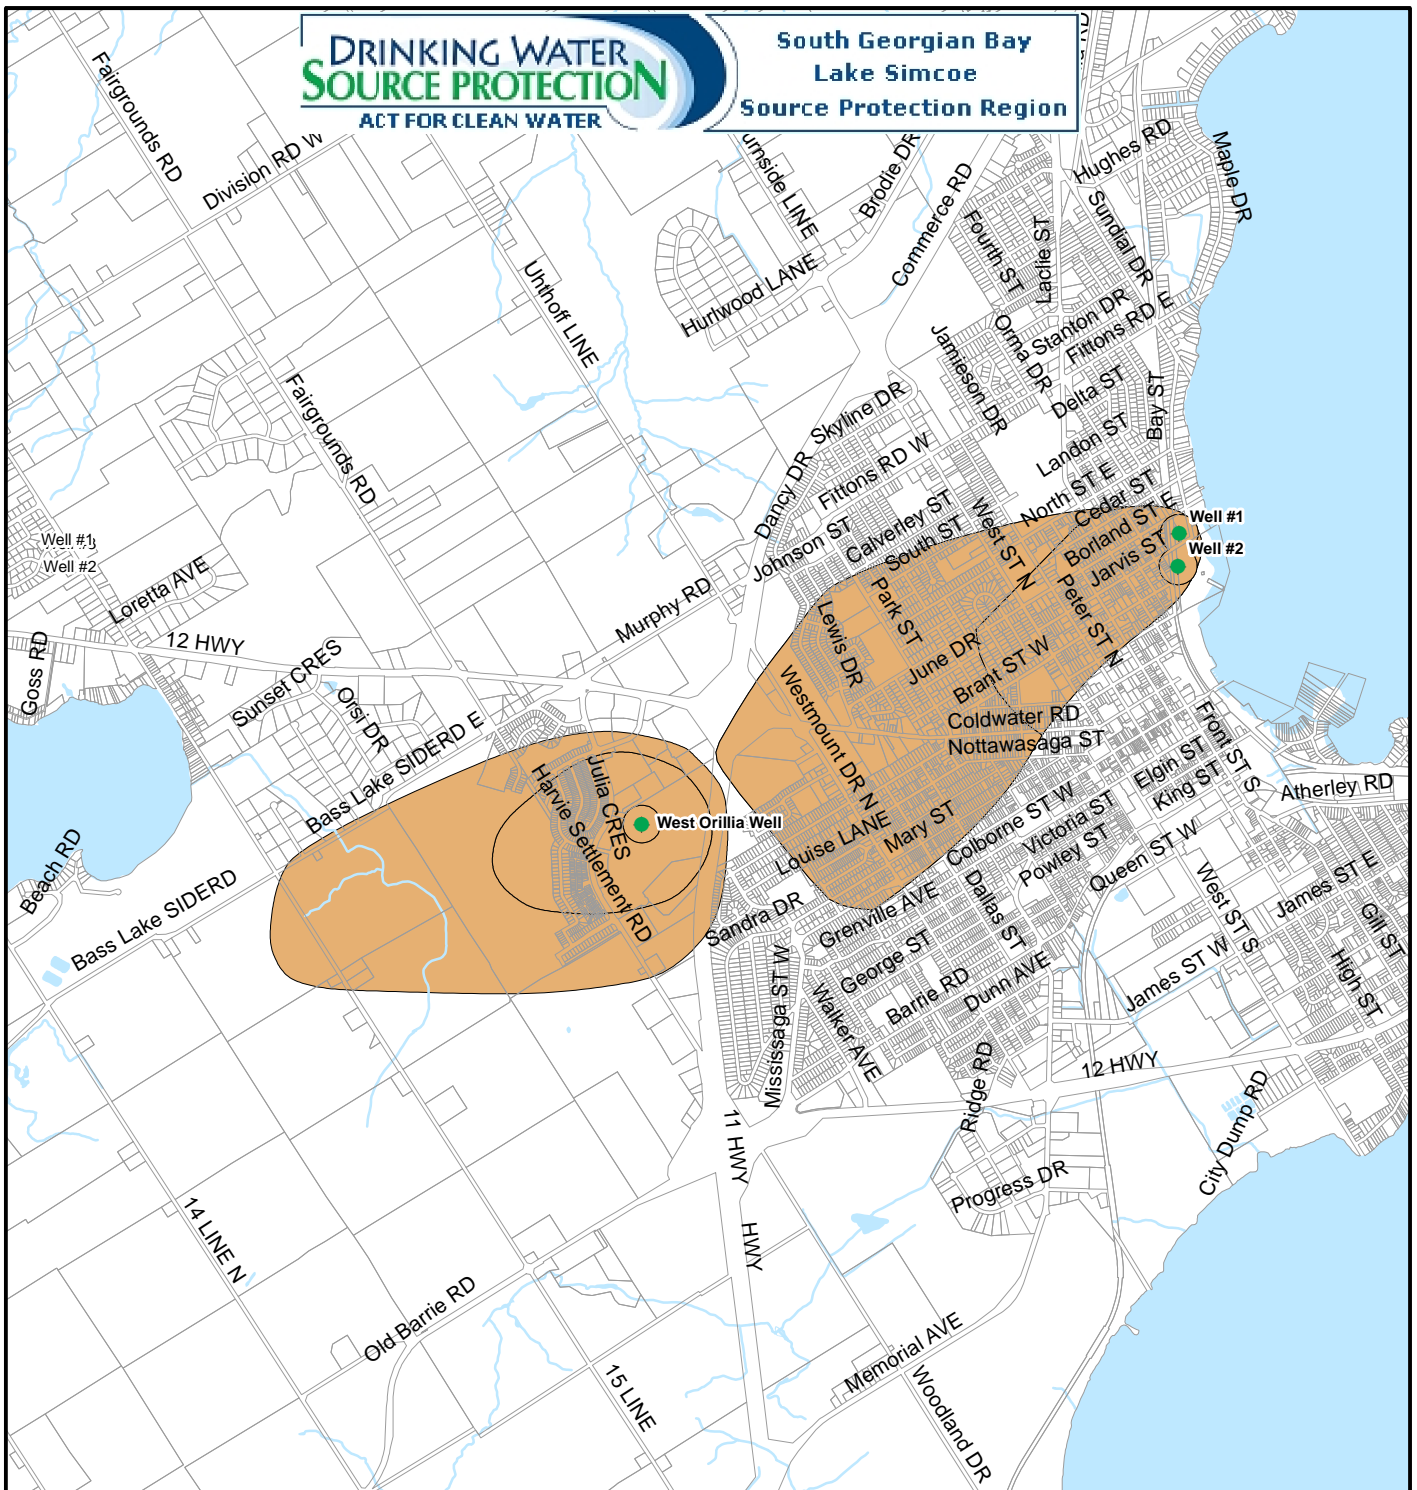 DRINKING WATER
SOURCE PROTECTION
ACT FOR CLEAN WATER
South Georgian Bay
Lake Simcoe
Source Protection Region
Fairgrounds RD
Division RD W
Uhthoff LINE
Hurlwood LANE
Brodie DR
Commerce RD
Hughes RD
Maple DR
Sundial DR
Fourth ST
Laclie ST
Stanton DR
Fittons RD E
Orma DR
Jamieson DR
Delta ST
Bay ST
Landon ST
Fairgrounds RD
Skyline DR
Fittons RD W
Dancy DR
Johnson ST
Calverley ST
South ST
West ST N
North ST E
Cedar ST
Borland ST E
Jarvis ST
Well #1
Well #2
Peter ST N
Well #1
Well #2
Loretta AVE
Goss RD
12 HWY
Sunset CRES
Orsi DR
Murphy RD
Bass Lake SIDERD E
Park ST
Lewis DR
June DR
Brant ST W
Westmount DR N
Coldwater RD
Nottawasaga ST
Front ST S
Elgin ST
King ST
Atherley RD
Julia CRES
Harvie Settlement RD
West Orillia Well
Louise LANE
Mary ST
Colborne ST W
Victoria ST
Powley ST
Queen ST W
West ST S
James ST E
Gill ST
High ST
Beach RD
Bass Lake SIDERD
Sandra DR
Grenville AVE
Dallas ST
George ST
Barrie RD
Dunn AVE
James ST W
Mississaga ST W
Walker AVE
Ridge RD
12 HWY
City Dump RD
11 HWY
Progress DR
14 LINE N
HWY
Old Barrie RD
Memorial AVE
15 LINE
Woodland DR